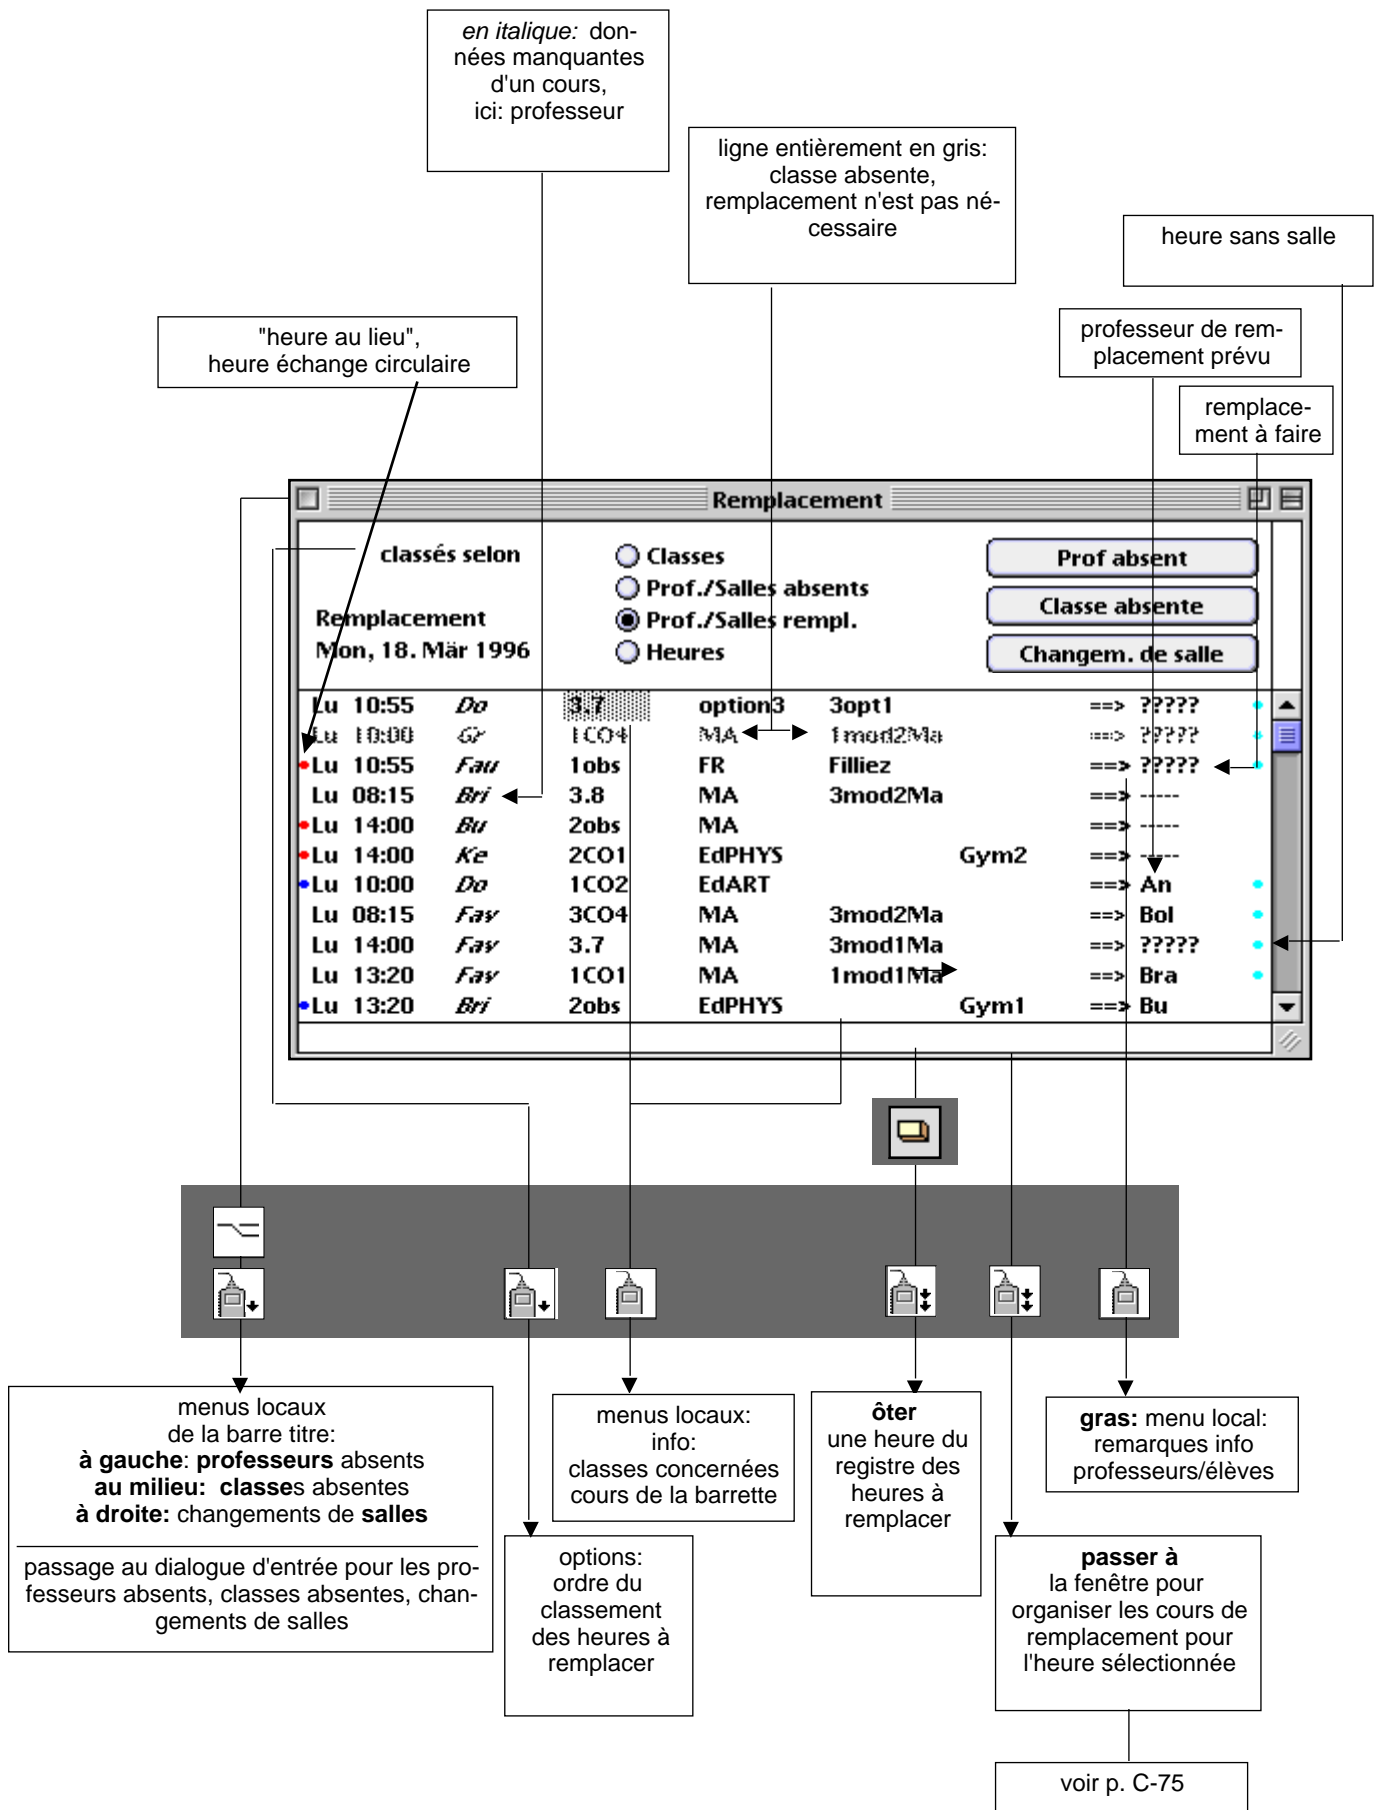 en italique: don-
nées manquantes
d'un cours,
ici: professeur
ligne entièrement en gris:
classe absente,
remplacement n'est pas né-
cessaire
heure sans salle
"heure au lieu",
heure échange circulaire
professeur de rem-
placement prévu
remplace-
ment à faire
Remplacement
classés selon
Remplacement
Mon, 18. Mär 1996
Classes
Prof./Salles absents
Prof./Salles rempl.
Heures
Prof absent
Classe absente
Changem. de salle
Lu 10:55 Do 3.7 option3 3opt1 ==> ?????
Lu 10:00 Gr 1CO4 MA 1mod2Ma ==> ?????
Lu 10:55 Fau 1obs FR Filliez ==> ?????
Lu 08:15 Bri 3.8 MA 3mod2Ma ==> -----
Lu 14:00 Bu 2obs MA ==> -----
Lu 14:00 Ke 2CO1 EdPHYS Gym2 ==> -----
Lu 10:00 Do 1CO2 EdART ==> An
Lu 08:15 Fav 3CO4 MA 3mod2Ma ==> Bol
Lu 14:00 Fav 3.7 MA 3mod1Ma ==> ?????
Lu 13:20 Fav 1CO1 MA 1mod1Ma ==> Bra
Lu 13:20 Bri 2obs EdPHYS Gym1 ==> Bu
menus locaux
de la barre titre:
à gauche: professeurs absents
au milieu: classes absentes
à droite: changements de salles
passage au dialogue d'entrée pour les pro-
fesseurs absents, classes absentes, chan-
gements de salles
options:
ordre du
classement
des heures à
remplacer
menus locaux:
info:
classes concernées
cours de la barrette
ôter
une heure du
registre des
heures à
remplacer
passer à
la fenêtre pour
organiser les cours de
remplacement pour
l'heure sélectionnée
gras: menu local:
remarques info
professeurs/élèves
voir p. C-75